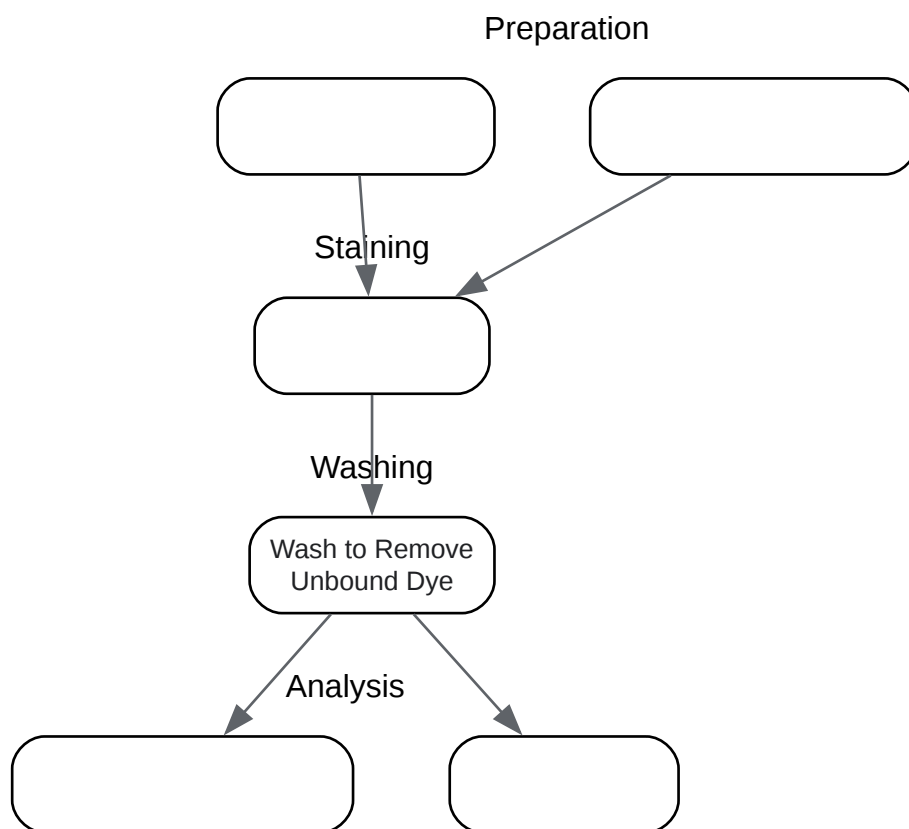 Preparation
Staining
Washing
Wash to Remove
Unbound Dye
Analysis